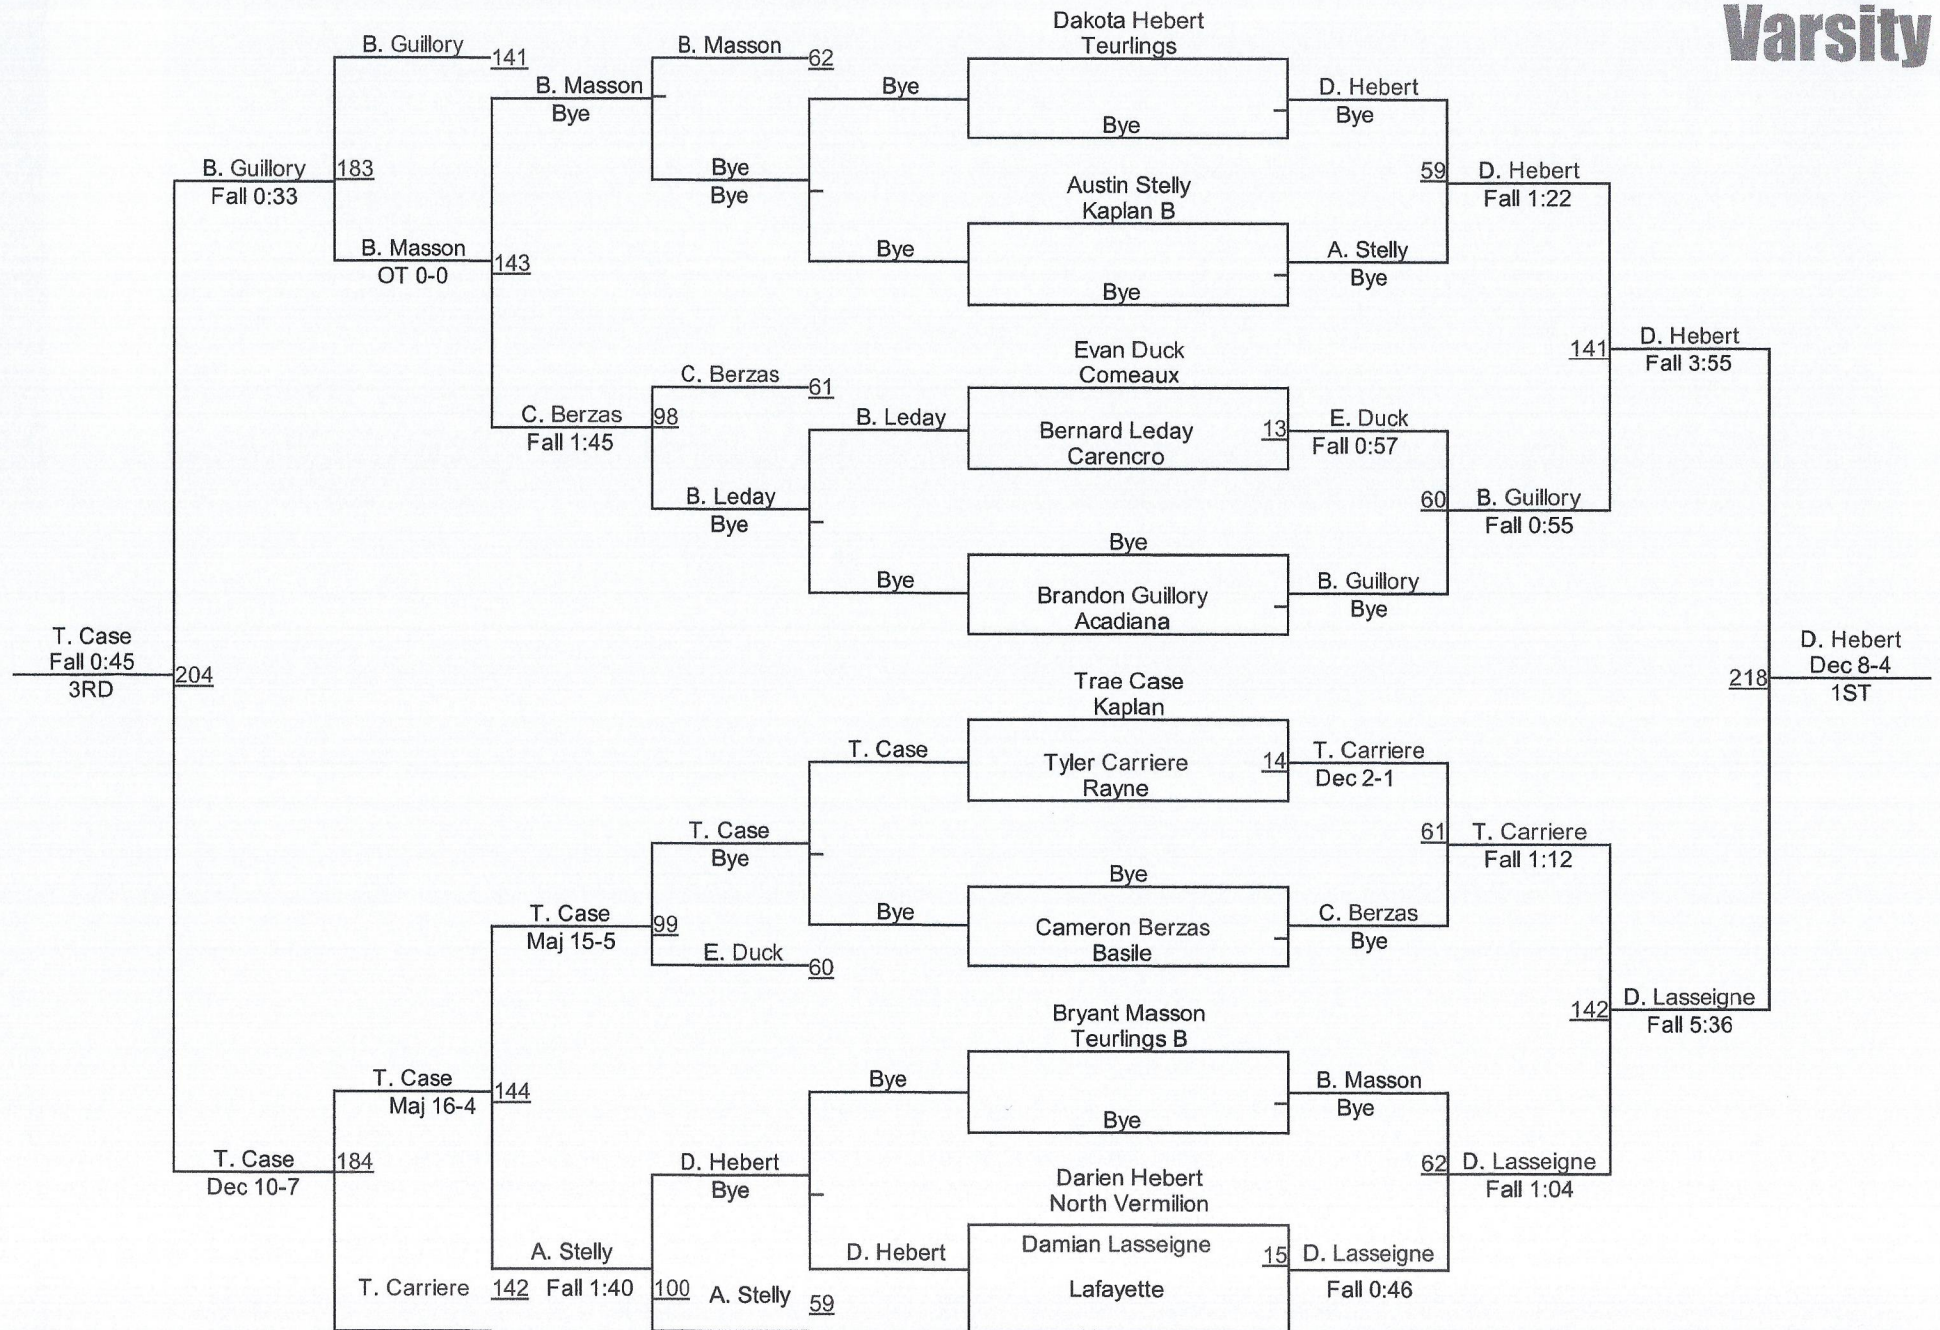 Varsity
B. Guillory
141
B. Masson
Bye
B. Guillory
183
Fall 0:33
B. Masson
143
OT 0-0
B. Masson
62
Bye
Bye
C. Berzas
61
C. Berzas
98
Fall 1:45
B. Leday
Bye
T. Case
Fall 0:45
204
3RD
T. Case
Bye
T. Case
99
Maj 15-5
E. Duck
60
T. Case
144
Maj 16-4
T. Case
184
Dec 10-7
D. Hebert
Bye
A. Stelly
Fall 1:40
100
T. Carriere
142
A. Stelly
59
Bye
Bye
B. Leday
Bye
T. Case
Bye
Bye
D. Hebert
Dakota Hebert
Teurlings
Bye
Austin Stelly
Kaplan B
Bye
Evan Duck
Comeaux
Bernard Leday
13
Carencro
Bye
Brandon Guillory
Acadiana
Trae Case
Kaplan
Tyler Carriere
14
Rayne
Bye
Cameron Berzas
Basile
Bryant Masson
Teurlings B
Bye
Darien Hebert
North Vermilion
Damian Lasseigne
15
Lafayette
D. Hebert
Bye
59
A. Stelly
Bye
E. Duck
Fall 0:57
60
B. Guillory
Bye
T. Carriere
Dec 2-1
61
C. Berzas
Bye
B. Masson
Bye
62
D. Lasseigne
Fall 0:46
D. Hebert
Fall 1:22
141
B. Guillory
Fall 0:55
T. Carriere
Fall 1:12
142
D. Lasseigne
Fall 1:04
D. Hebert
Fall 3:55
218
D. Lasseigne
Fall 5:36
D. Hebert
Dec 8-4
1ST